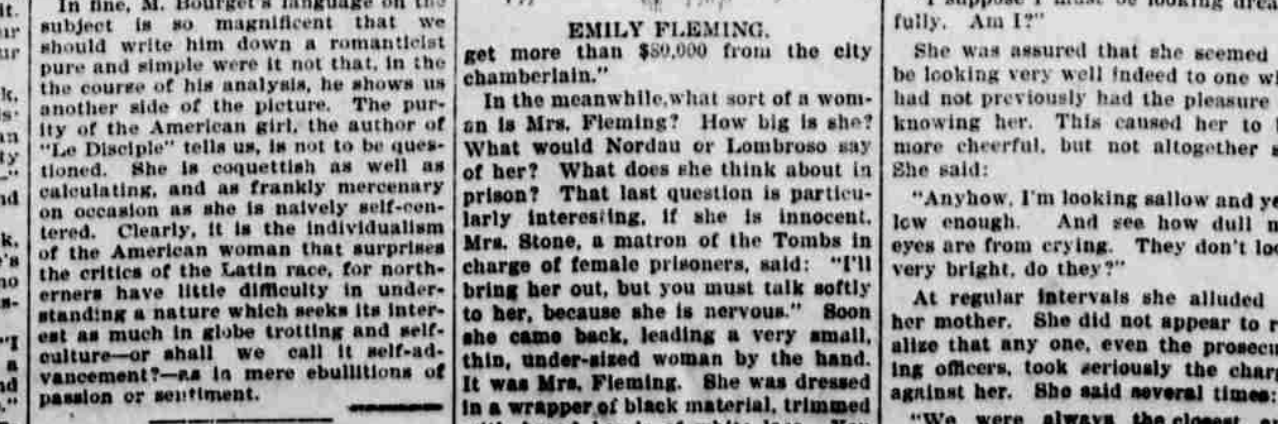 In fine, M. Bourget's language on the
subject is so magnificent that we
should write him down a romanticist
pure and simple were it not that, in the
the course of his analysis, he shows us
another side of the picture. The pur-
ity of the American girl, the author of
"Le Disciple" tells us, is not to be ques-
tioned. She is coquettish as well as
calculating, and as frankly mercenary
on occasion as she is naively self-cen-
tered. Clearly, it is the individualism
of the American woman that surprises
the critics of the Latin race, for north-
erners have little difficulty in under-
standing a nature which seeks its inter-
est as much in globe trotting and self-
culture—or shall we call it self-ad-
vancement?—as in mere ebullitions of
passion or sentiment.
EMILY FLEMING.
get more than $80,000 from the city
chamberlain."
In the meanwhile, what sort of a wom-
an is Mrs. Fleming? How big is she?
What would Nordau or Lombroso say
of her? What does she think about in
prison? That last question is particu-
larly interesting, if she is innocent.
Mrs. Stone, a matron of the Tombs in
charge of female prisoners, said: "I'll
bring her out, but you must talk softly
to her, because she is nervous." Soon
she came back, leading a very small,
thin, under-sized woman by the hand.
It was Mrs. Fleming. She was dressed
in a wrapper of black material, trimmed
fully. Am I?"
She was assured that she seemed
be looking very well indeed to one
had not previously had the pleasure
knowing her. This caused her to
more cheerful, but not altogether
She said:
"Anyhow, I'm looking sallow and
low enough. And see how dull
eyes are from crying. They don't
very bright, do they?"
At regular intervals she alluded
her mother. She did not appear to
alize that any one, even the
ing officers, took seriously the
against her. She said several times:
"We were always the closest